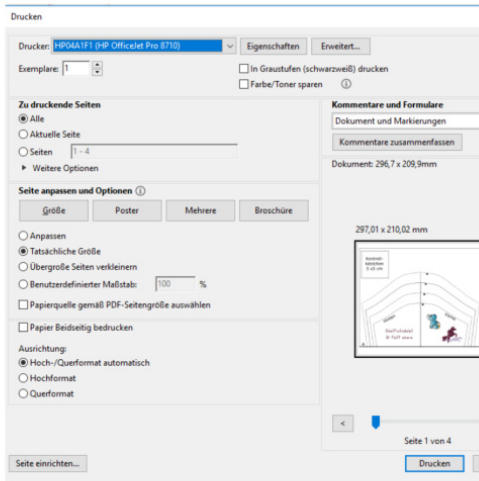 Drucken
Drucker: HP04A1F1 (HP OfficeJet Pro 8710) Eigenschaften Erweitert...
Exemplare: 1 In Graustufen (schwarzweiß) drucken
Farbe/Toner sparen
Zu druckende Seiten
Alle
Aktuelle Seite
Seiten 1 - 4
Weitere Optionen
Seite anpassen und Optionen
Größe Poster Mehrere Broschüre
Anpassen
Tatsächliche Größe
Übergroße Seiten verkleinern
Benutzerdefinierter Maßstab: 100 %
Papierquelle gemäß PDF-Seitengröße auswählen
Papier Beidseitig bedrucken
Ausrichtung:
Hoch-/Querformat automatisch
Hochformat
Querformat
Kommentare und Formulare
Dokument und Markierungen
Kommentare zusammenfassen
Dokument: 296,7 x 209,9mm
297,01 x 210,02 mm
<
Seite 1 von 4
Seite einrichten... Drucken